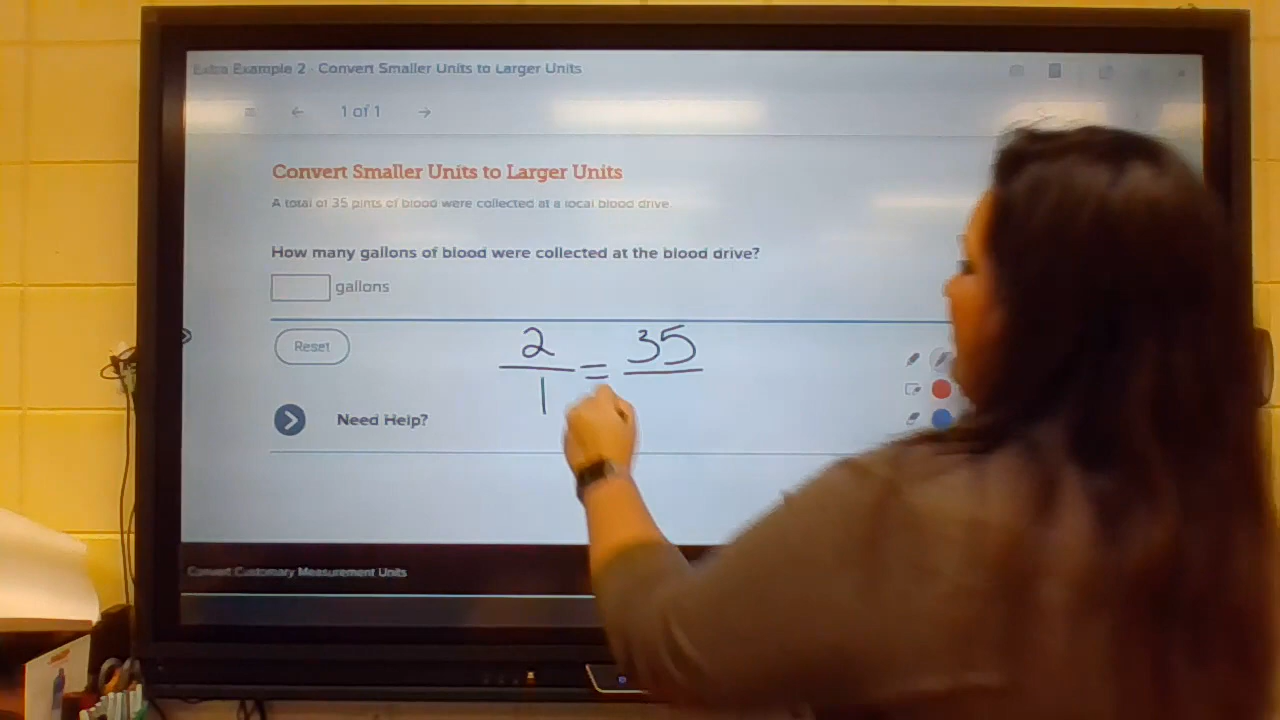 Extra Example 2 - Convert Smaller Units to Larger Units
1 of 1
Convert Smaller Units to Larger Units
A total of 35 pints of blood were collected at a local blood drive.
How many gallons of blood were collected at the blood drive?
gallons
Reset
2 = 35
1
Need Help?
Convert Customary Measurement Units